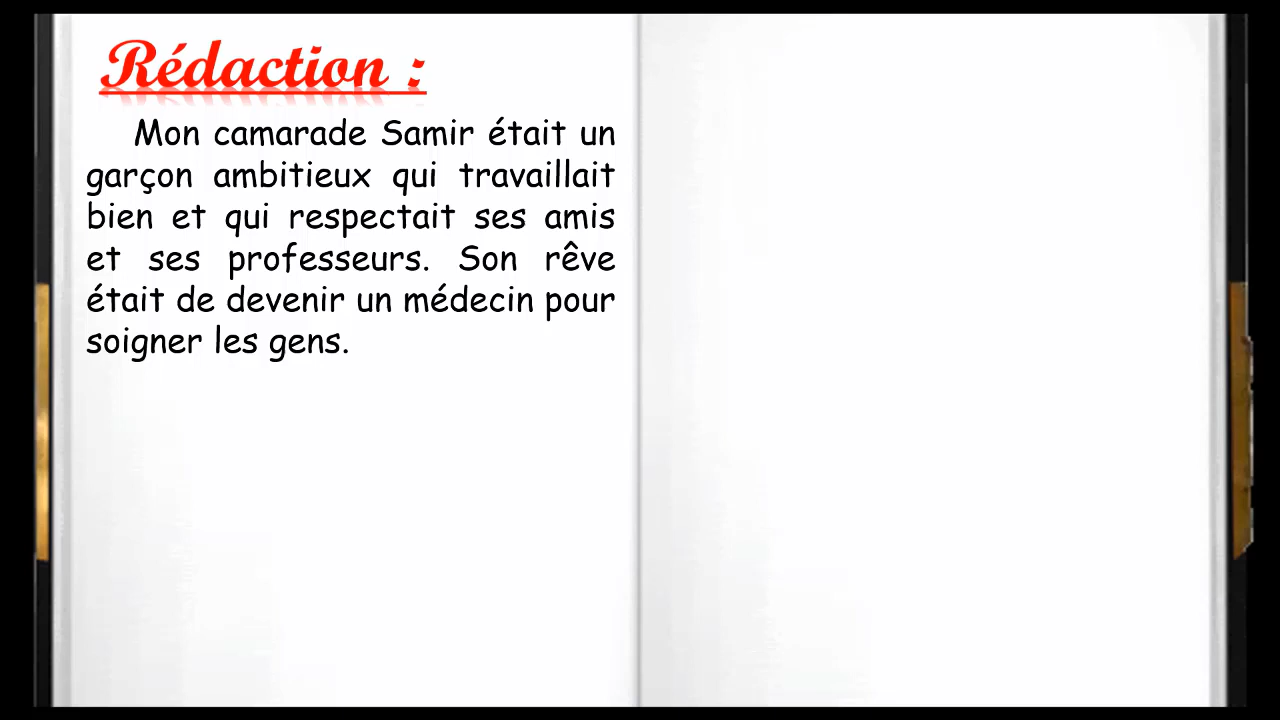 Rédaction :
Mon camarade Samir était un
garçon ambitieux qui travaillait
bien et qui respectait ses amis
et ses professeurs. Son rêve
était de devenir un médecin pour
soigner les gens.